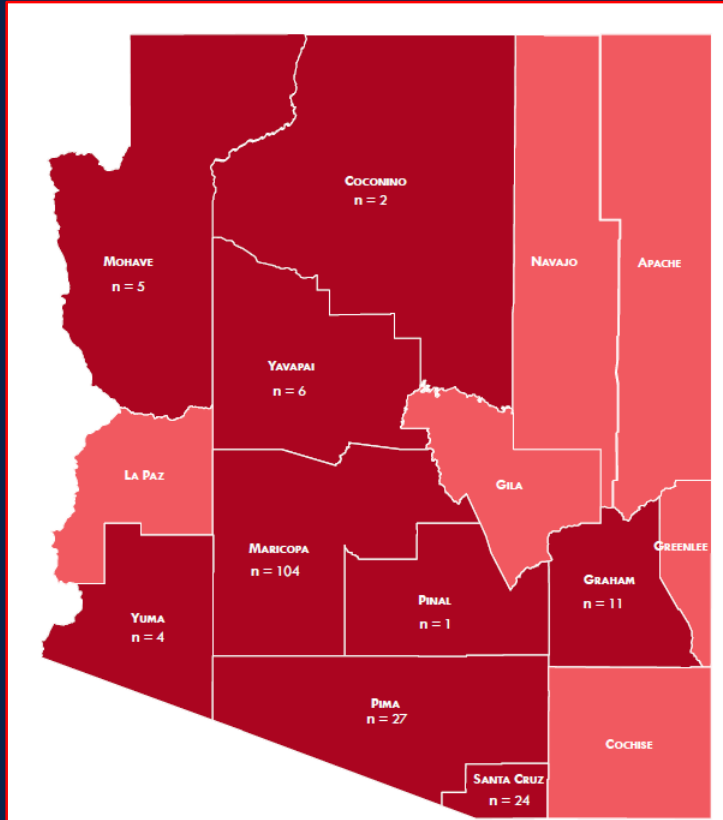 COCONINO
n = 2
MOHAVE
n = 5
NAVAJO
APACHE
YAVAPAI
n = 6
LA PAZ
GILA
MARICOPA
n = 104
GREENLEE
GRAHAM
n = 11
PINAL
n = 1
YUMA
n = 4
PIMA
n = 27
COCHISE
SANTA CRUZ
n = 24